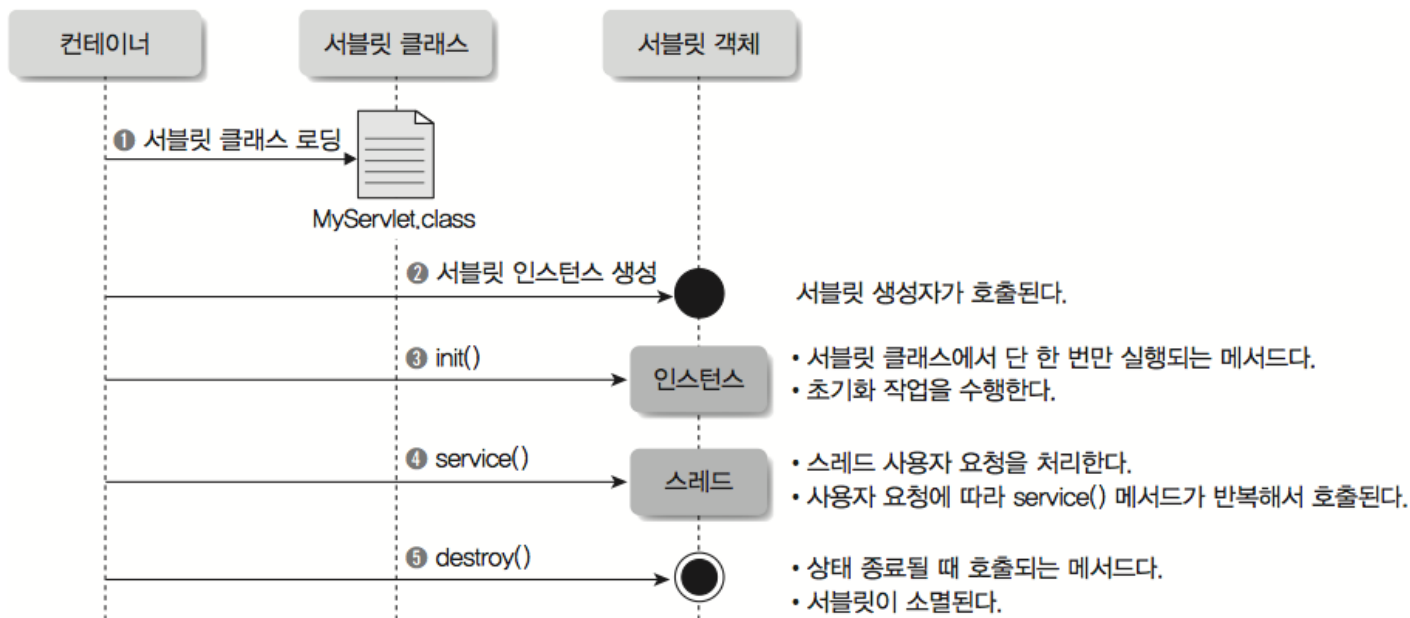 컨테이너
서블릿 클래스
서블릿 객체
❶ 서블릿 클래스 로딩
MyServlet.class
❷ 서블릿 인스턴스 생성
서블릿 생성자가 호출된다.
❸ init()
인스턴스
• 서블릿 클래스에서 단 한 번만 실행되는 메서드다.
• 초기화 작업을 수행한다.
❹ service()
스레드
• 스레드 사용자 요청을 처리한다.
• 사용자 요청에 따라 service() 메서드가 반복해서 호출된다.
❺ destroy()
• 상태 종료될 때 호출되는 메서드다.
• 서블릿이 소멸된다.